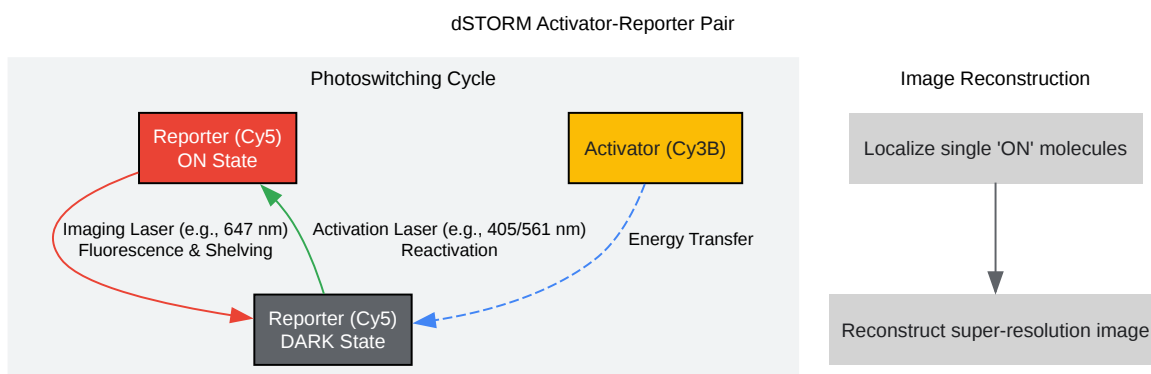 dSTORM Activator-Reporter Pair
Photoswitching Cycle
Reporter (Cy5)
ON State
Activator (Cy3B)
Imaging Laser (e.g., 647 nm)
Fluorescence & Shelving
Activation Laser (e.g., 405/561 nm)
Reactivation
Energy Transfer
Reporter (Cy5)
DARK State
Image Reconstruction
Localize single 'ON' molecules
Reconstruct super-resolution image